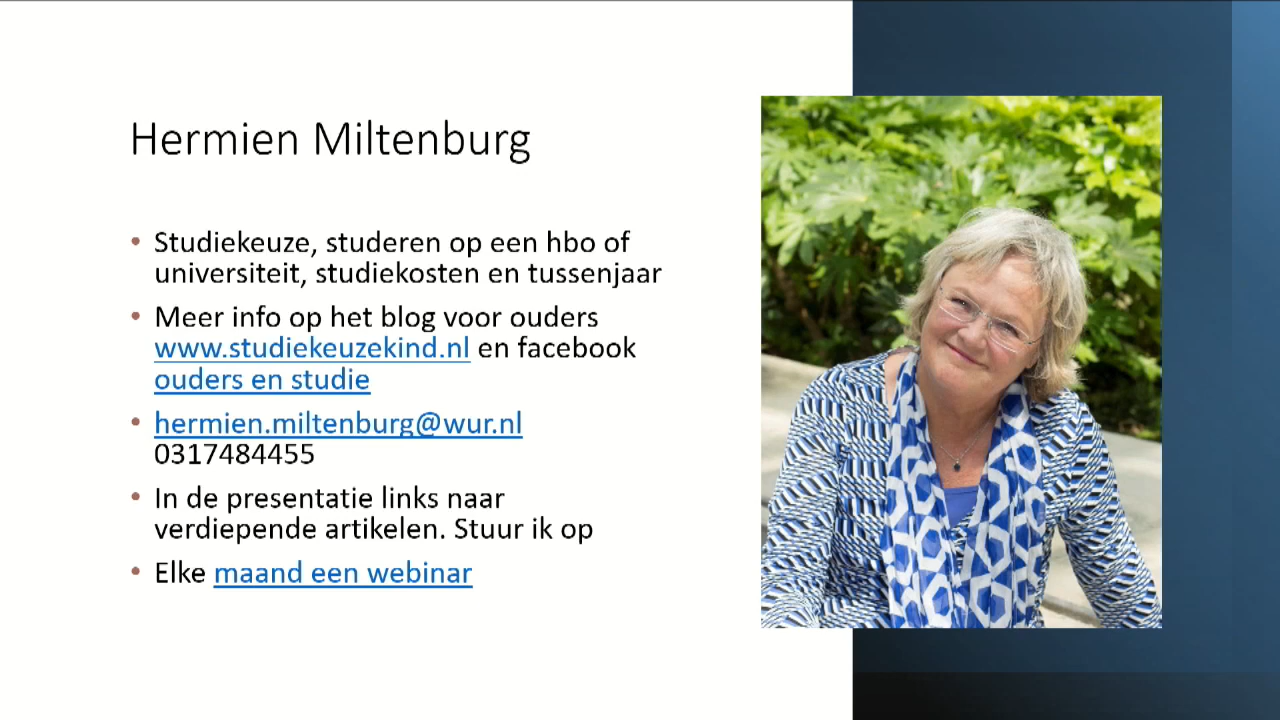 Hermien Miltenburg
• Studiekeuze, studeren op een hbo of
universiteit, studiekosten en tussenjaar
• Meer info op het blog voor ouders
www.studiekeuzekind.nl en facebook
ouders en studie
• hermien.miltenburg@wur.nl
0317484455
• In de presentatie links naar
verdiepende artikelen. Stuur ik op
• Elke maand een webinar